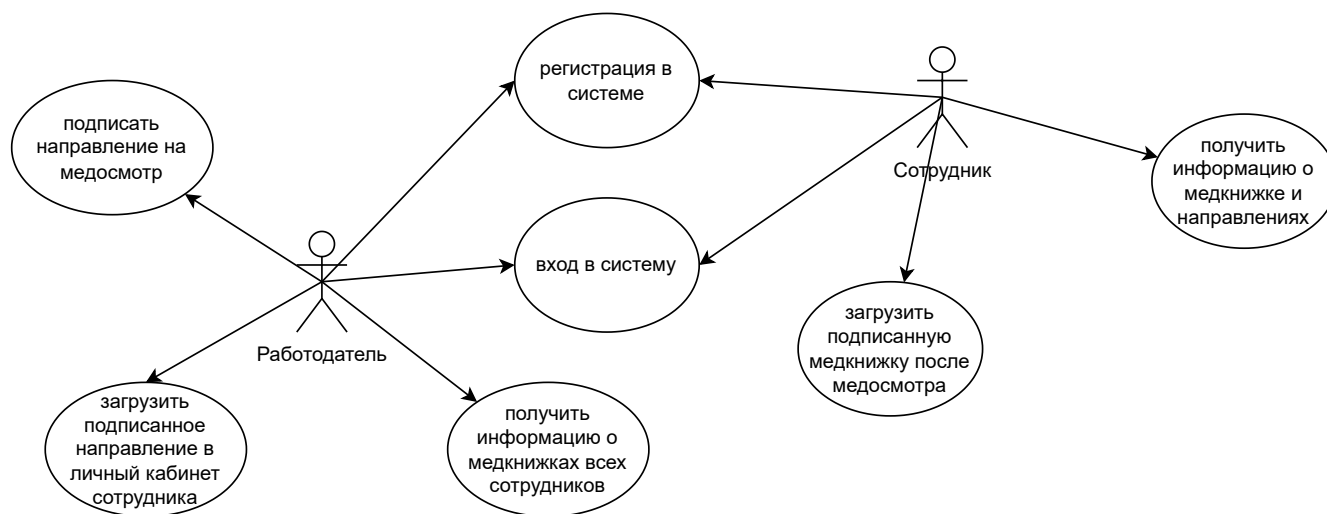 регистрация в
системе
подписать
направление на
медосмотр
Сотрудник
получить
информацию о
медкнижке и
направлениях
вход в систему
Работодатель
загрузить
подписанную
медкнижку после
медосмотра
загрузить
подписанное
направление в
личный кабинет
сотрудника
получить
информацию о
медкнижках всех
сотрудников